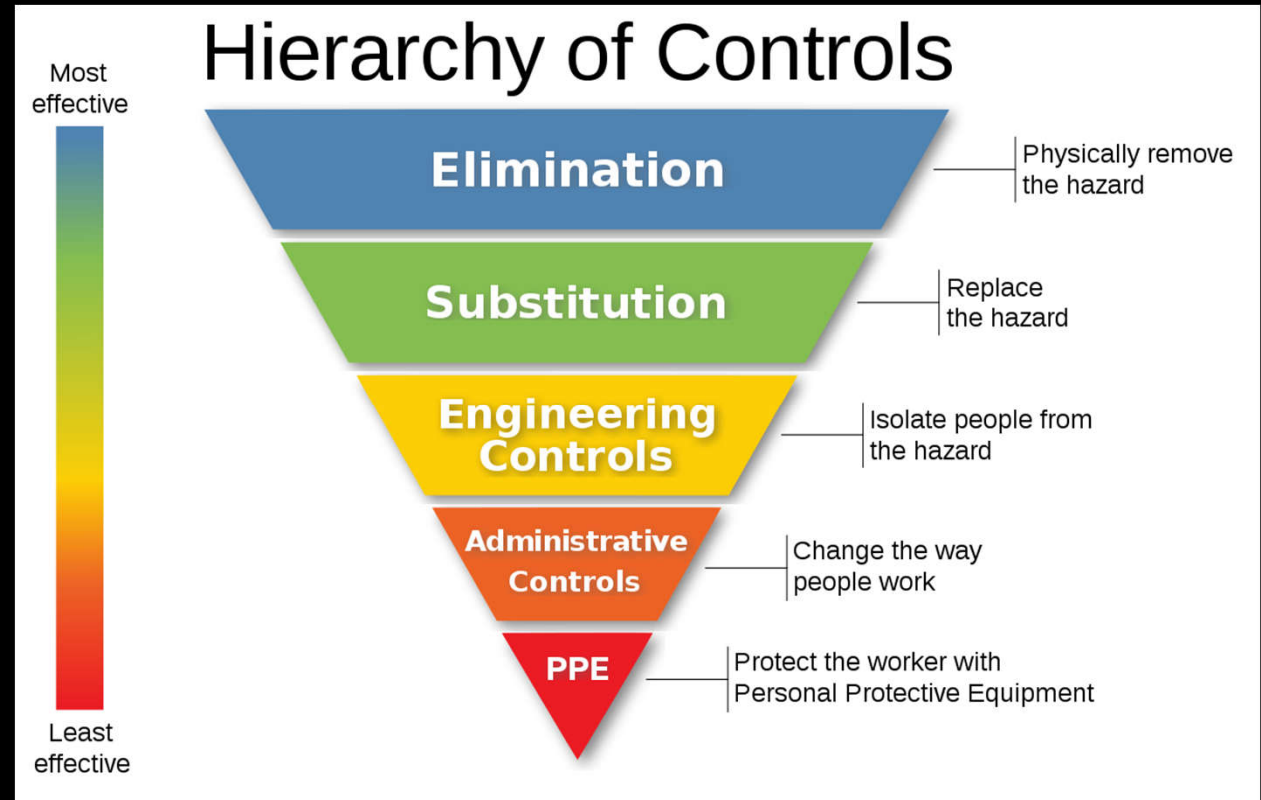 Hierarchy of Controls
Most
effective
Elimination
Physically remove
the hazard
Substitution
Replace
the hazard
Engineering
Controls
Isolate people from
the hazard
Administrative
Controls
Change the way
people work
PPE
Protect the worker with
Personal Protective Equipment
Least
effective